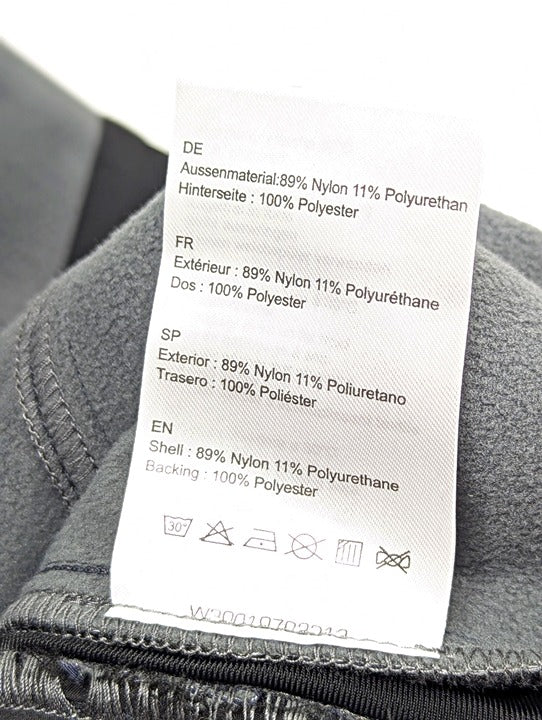 DE
Aussenmaterial:89% Nylon 11% Polyurethan
Hinterseite : 100% Polyester
FR
Extérieur : 89% Nylon 11% Polyuréthane
Dos : 100% Polyester
SP
Exterior : 89% Nylon 11% Poliuretano
Trasero : 100% Poliéster
EN
Shell : 89% Nylon 11% Polyurethane
Backing : 100% Polyester
30°